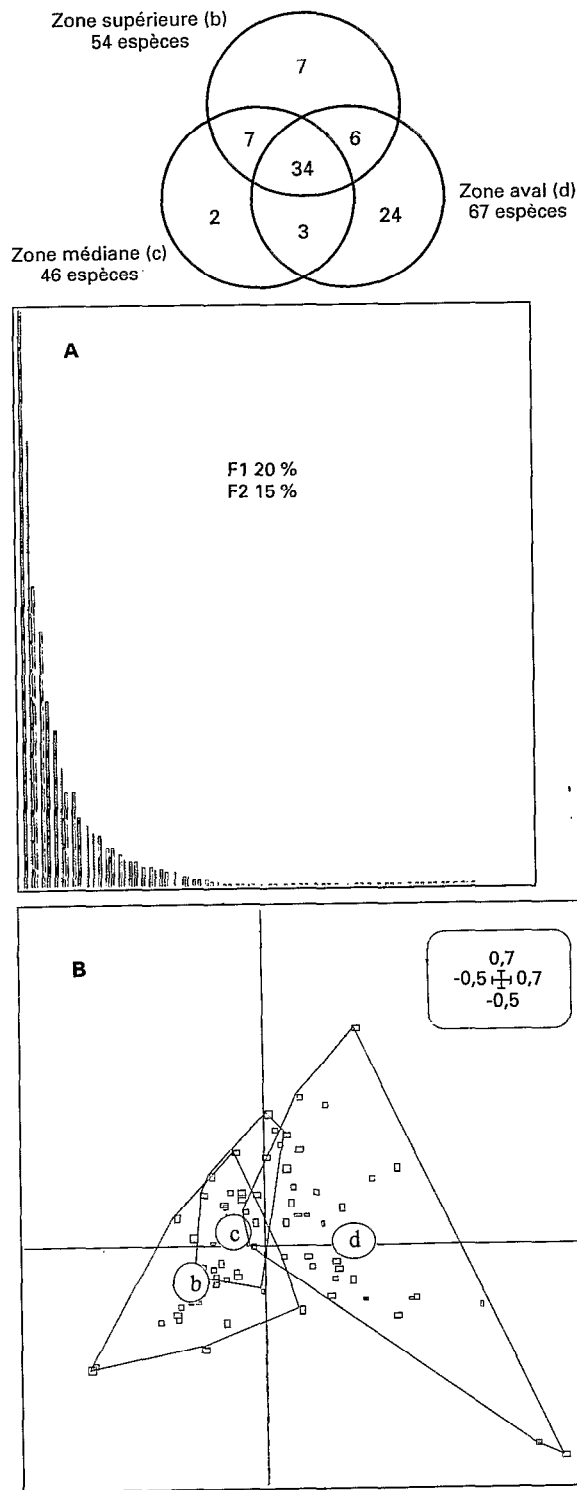 Zone supérieure (b)
54 espèces
7
7
6
34
2
3
24
Zone aval (d)
67 espèces
Zone médiane (c)
46 espèces
A
F1 20 %
F2 15 %
B
0,7
-0,5 0,7
-0,5
c
d
b